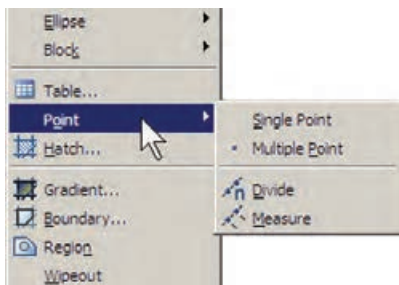 Ellipse
Block
Table...
Point
Hatch...
Gradient...
Boundary...
Region
Wipeout
Single Point
Multiple Point
Divide
Measure